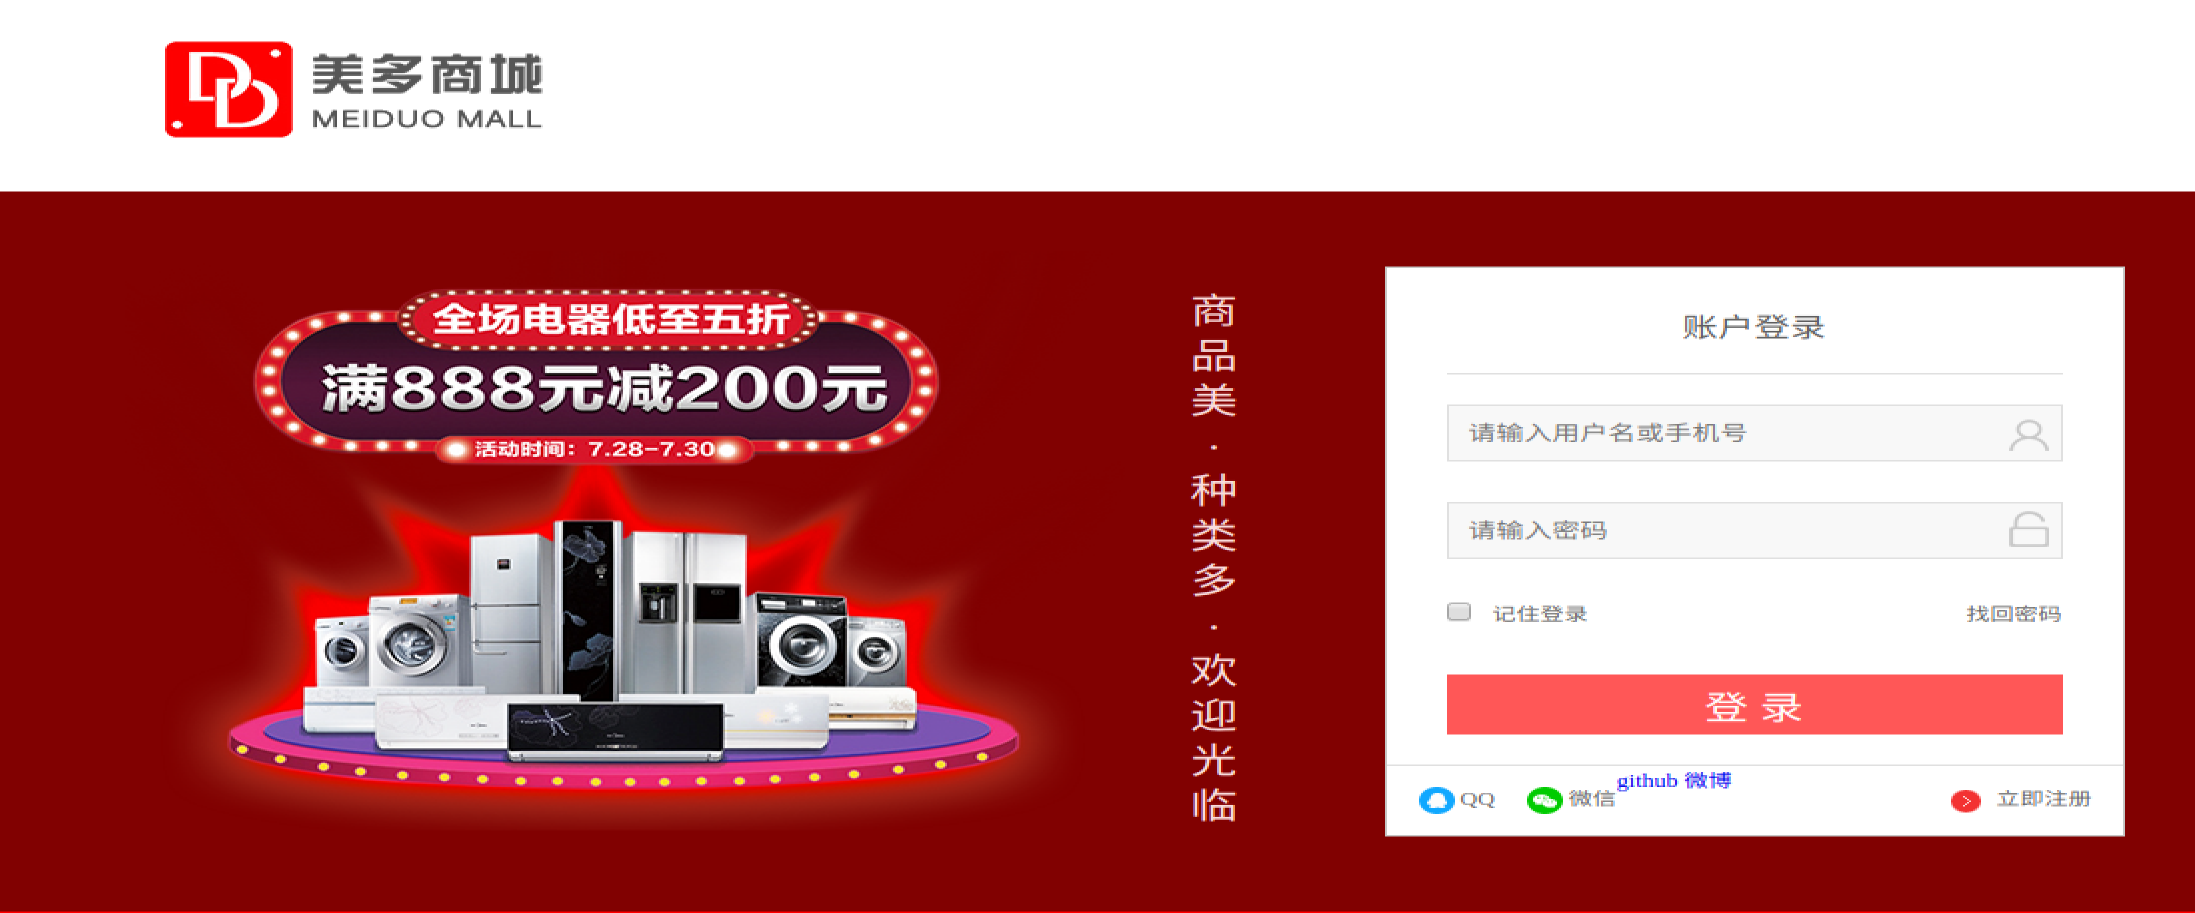 美多商城
MEIDUO MALL
全场电器低至五折
满888元减200元
活动时间：7.28-7.30
商品美·种类多·欢迎光临
账户登录
请输入用户名或手机号
请输入密码
记住登录 找回密码
登 录
QQ 微信 github 微博 立即注册